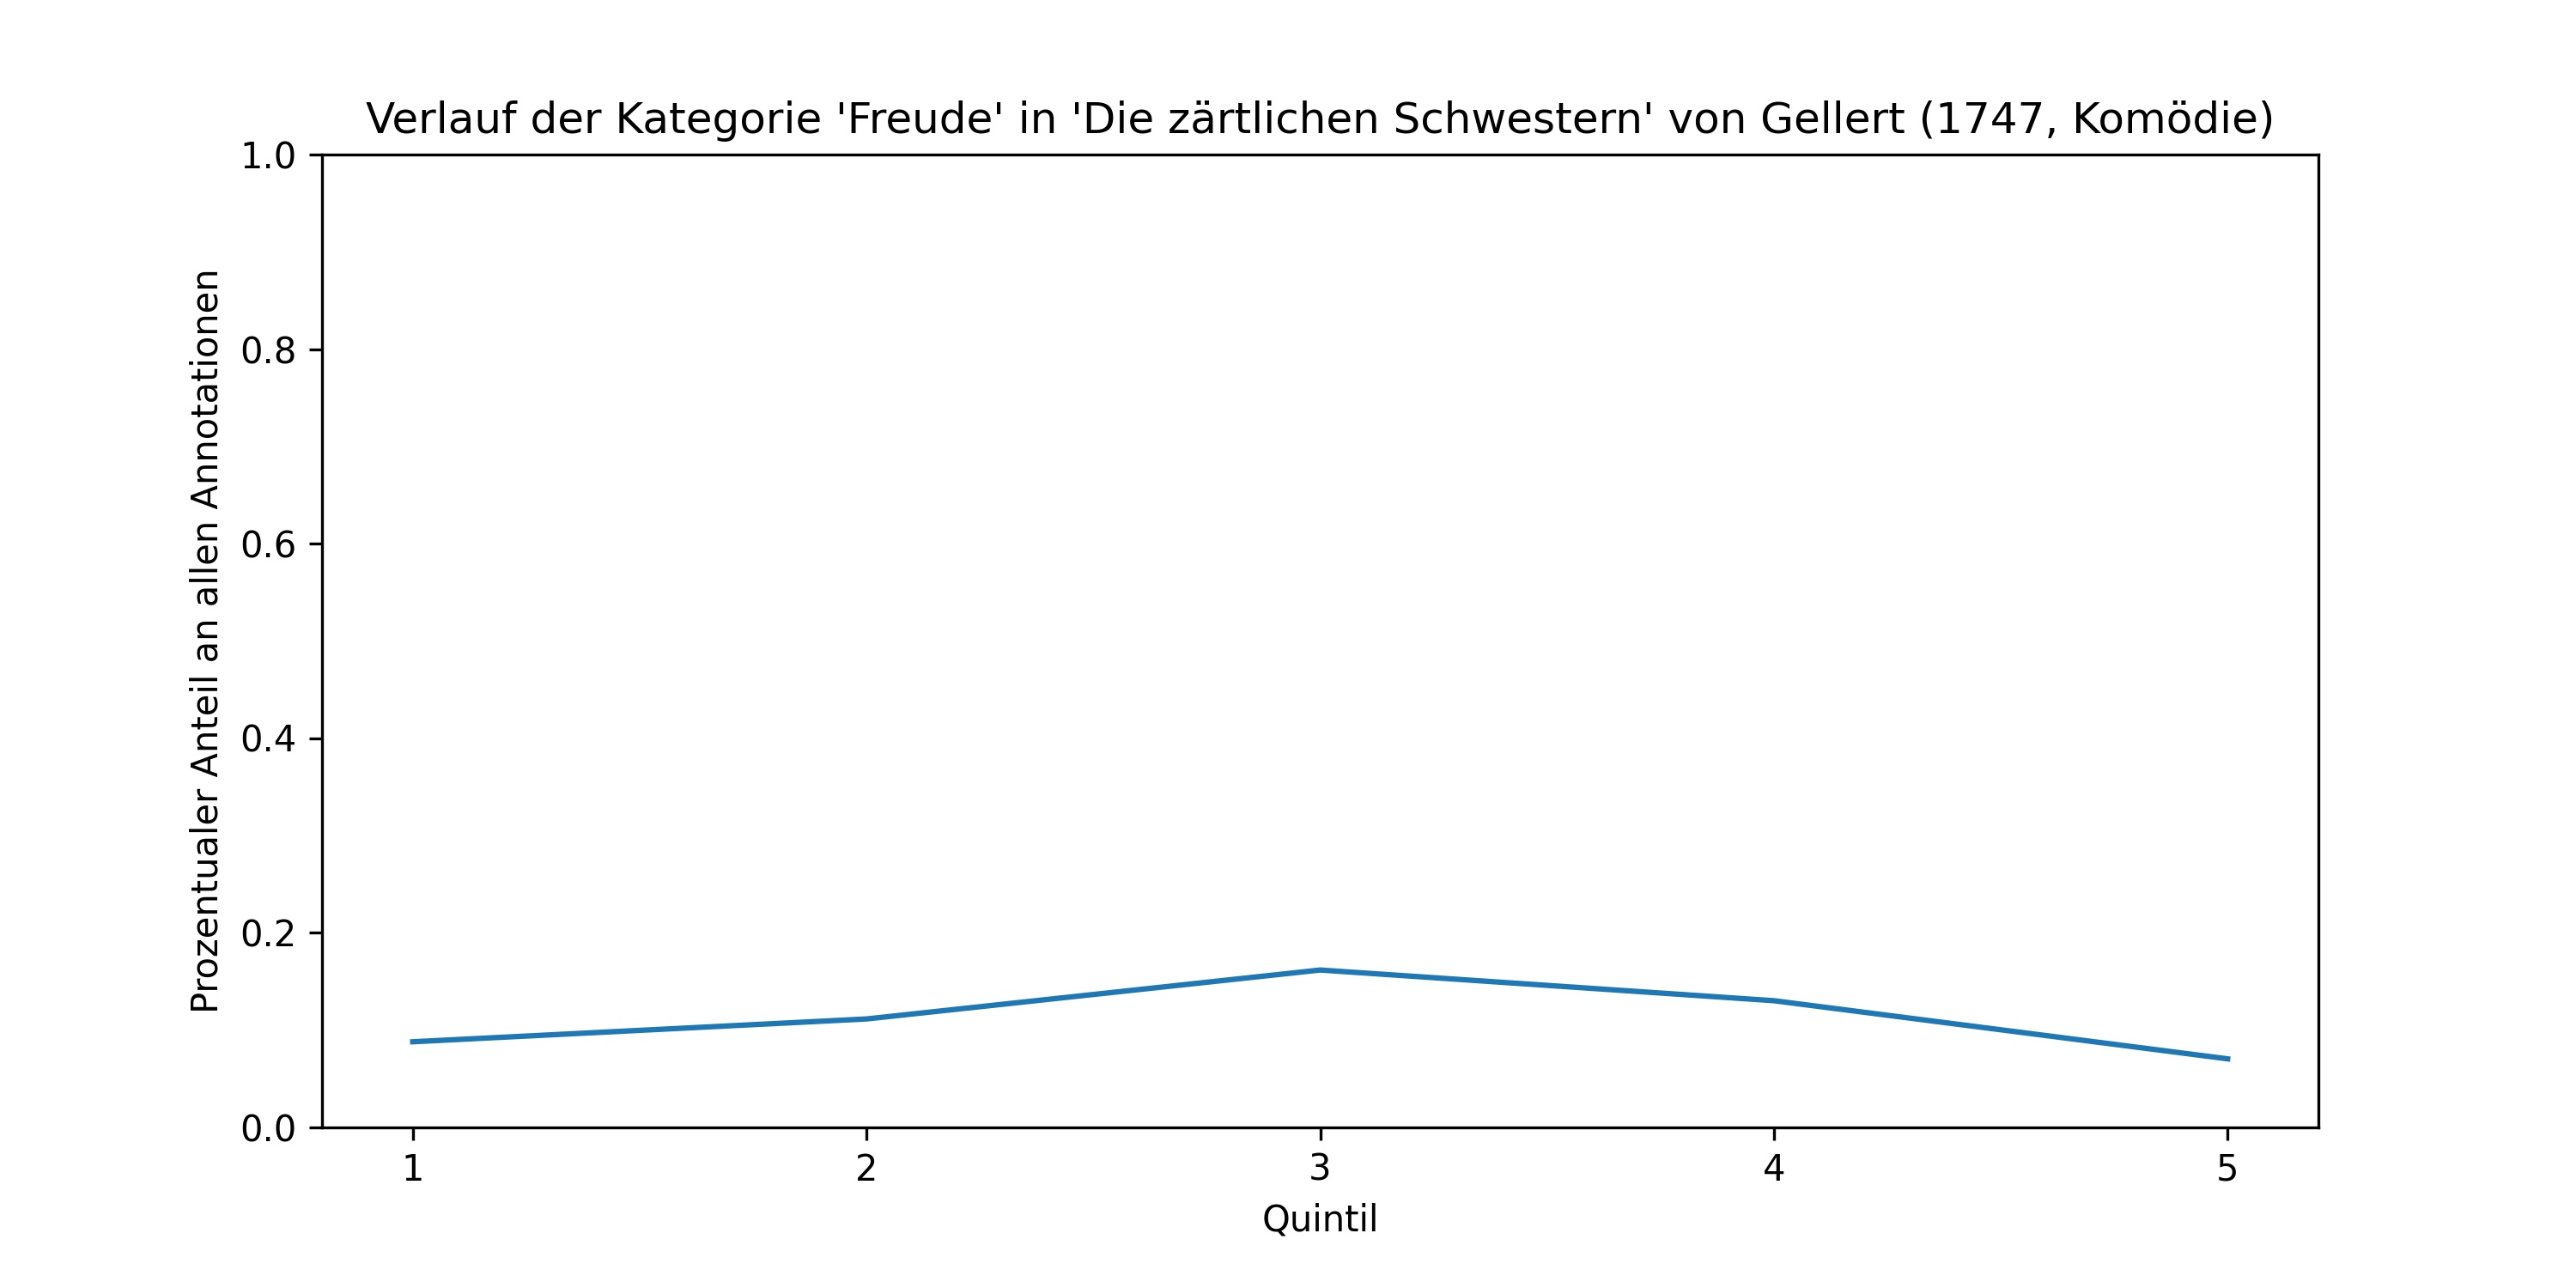 Verlauf der Kategorie 'Freude' in 'Die zärtlichen Schwestern' von Gellert (1747, Komödie)
Prozentualer Anteil an allen Annotationen
1.0
0.8
0.6
0.4
0.2
0.0
1 2 3 4 5
Quintil